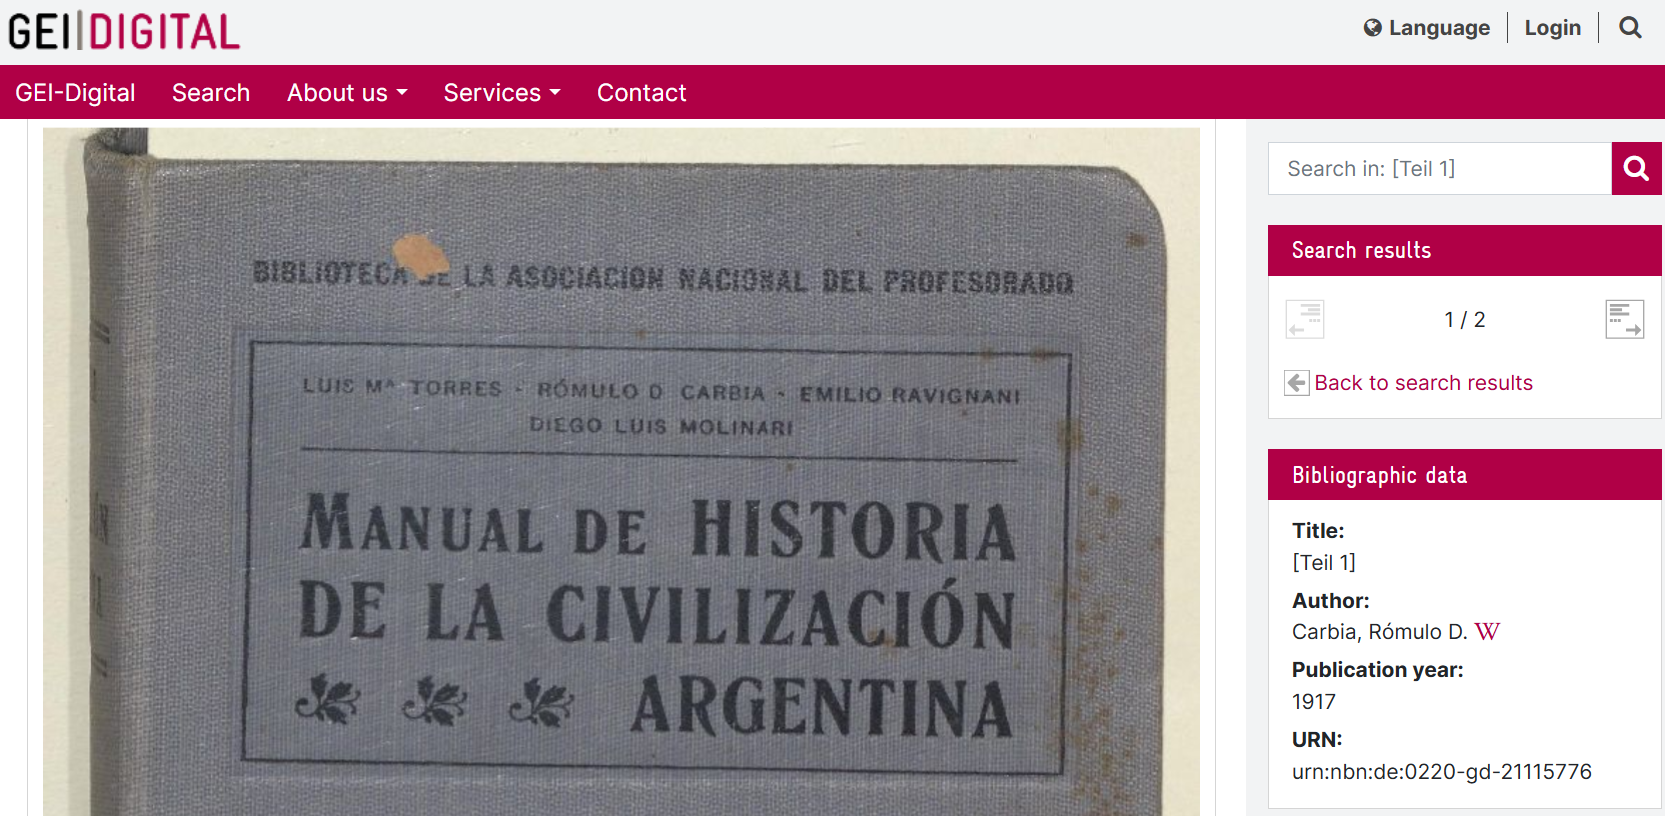 GEI|DIGITAL
Language
Login
GEI-Digital
Search
About us
Services
Contact
BIBLIOTECA DE LA ASOCIACION NACIONAL DEL PROFESORADO
LUIS Mᴬ TORRES - RÓMULO D CARBIA - EMILIO RAVIGNANI
DIEGO LUIS MOLINARI
MANUAL DE HISTORIA
DE LA CIVILIZACIÓN
ARGENTINA
Search in: [Teil 1]
Search results
1 / 2
Back to search results
Bibliographic data
Title:
[Teil 1]
Author:
Carbia, Rómulo D. W
Publication year:
1917
URN:
urn:nbn:de:0220-gd-21115776